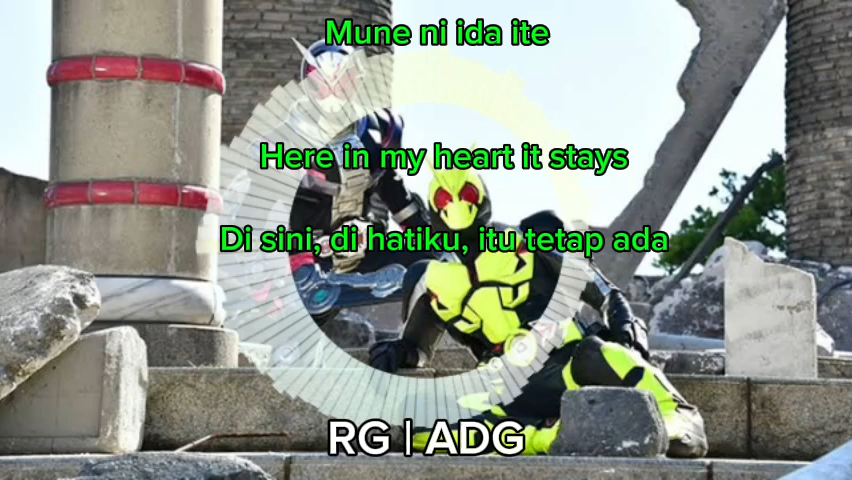 Mune ni ida ite
Here in my heart it stays
Di sini, di hatiku, itu tetap ada
RG | ADG